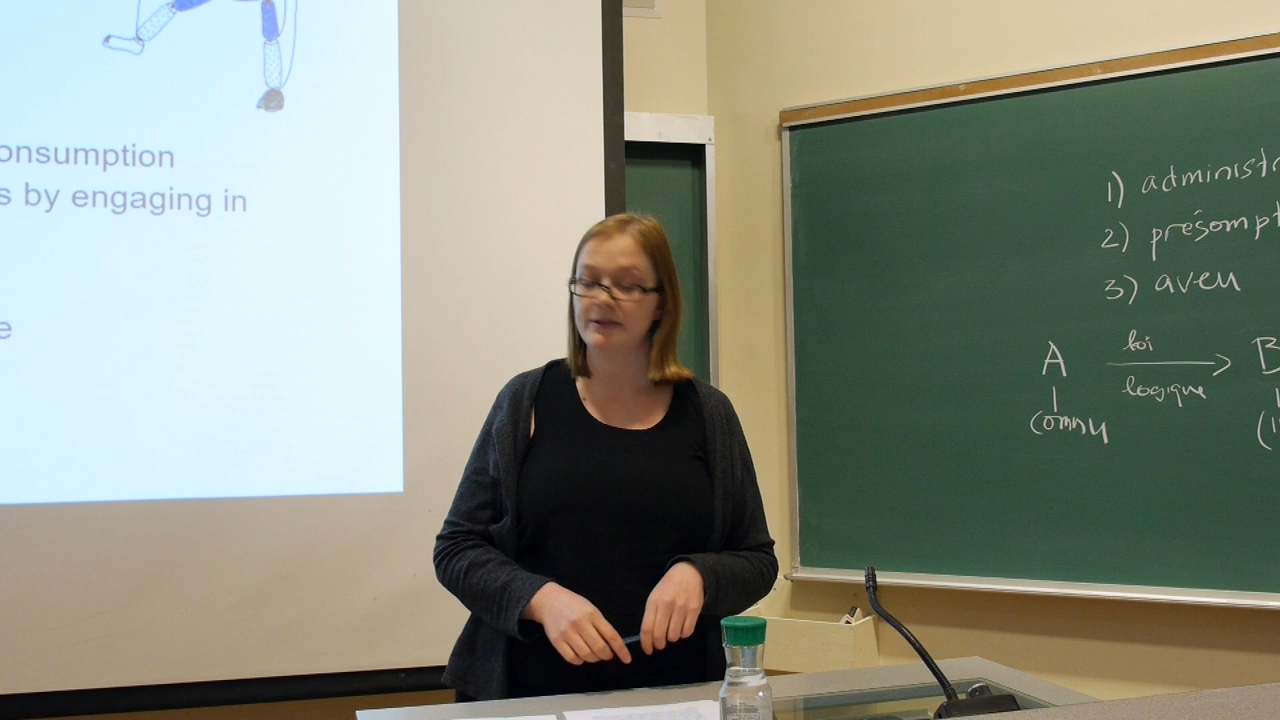 onsumption
s by engaging in
e
1) administr
2) présompt
3) aveu
A loi logique B
connu (i